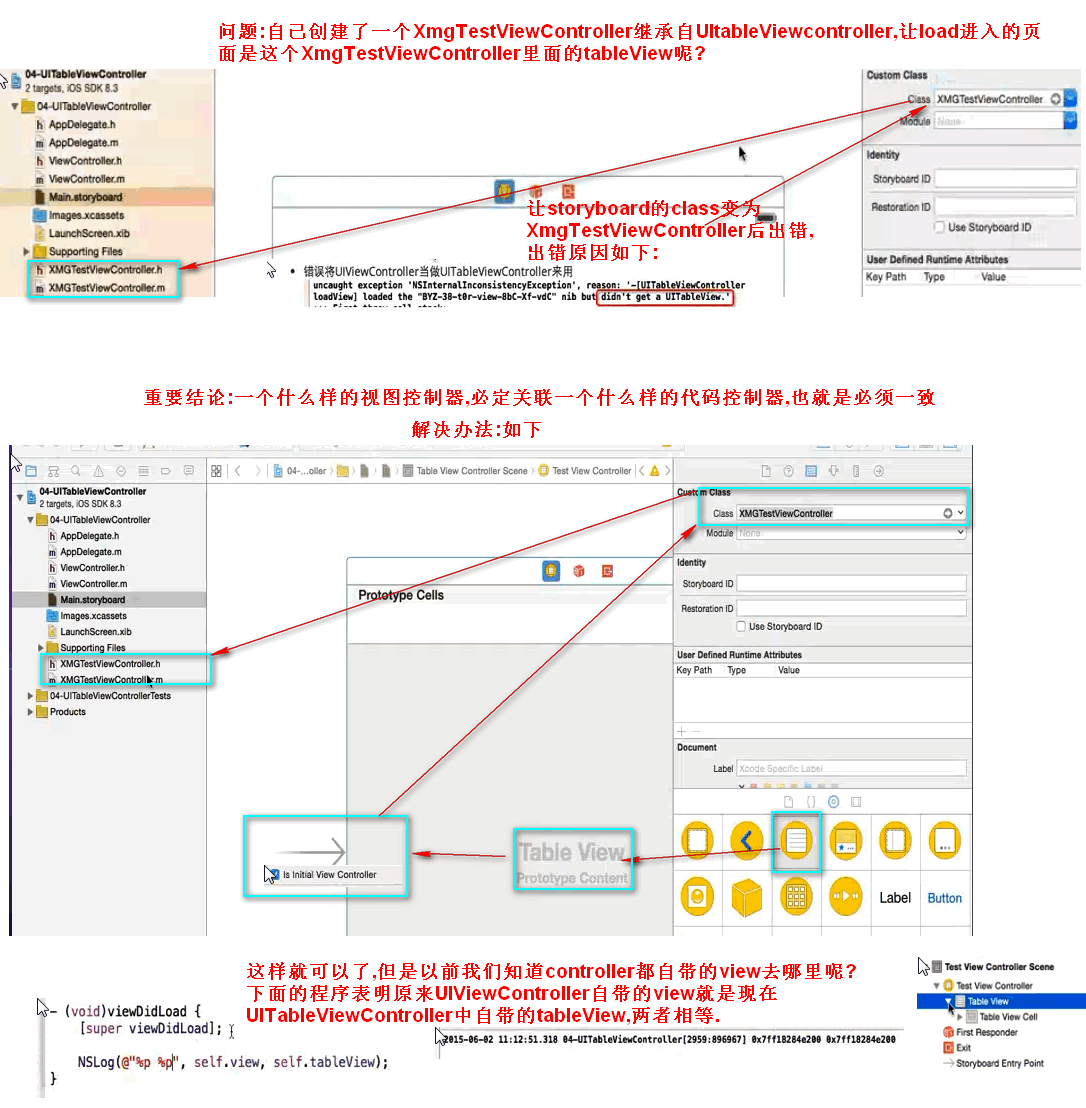 问题:自己创建了一个XmgTestViewController继承自UItableViewcontroller,让load进入的页
面是这个XmgTestViewController里面的tableView呢?
04-UITableViewController
2 targets, iOS SDK 8.3
04-UITableViewController
AppDelegate.h
AppDelegate.m
ViewController.h
ViewController.m
Main.storyboard
Images.xcassets
LaunchScreen.xib
Supporting Files
XMGTestViewController.h
XMGTestViewController.m
Custom Class
Class XMGTestViewController
Module None
Identity
Storyboard ID
Restoration ID
Use Storyboard ID
User Defined Runtime Attributes
Key Path Type Value
让storyboard的class变为
XmgTestViewController后出错,
出错原因如下:
• 错误将UIViewController当做UITableViewController来用
uncaught exception 'NSInternalInconsistencyException', reason: '-[UITableViewController
loadView] loaded the "BYZ-38-t0r-view-8bC-Xf-vdC" nib but didn't get a UITableView.'
重要结论:一个什么样的视图控制器,必定关联一个什么样的代码控制器,也就是必须一致
解决办法:如下
04-...oller
Table View Controller Scene
Test View Controller
04-UITableViewController
2 targets, iOS SDK 8.3
04-UITableViewController
AppDelegate.h
AppDelegate.m
ViewController.h
ViewController.m
Main.storyboard
Images.xcassets
LaunchScreen.xib
Supporting Files
XMGTestViewController.h
XMGTestViewController.m
04-UITableViewControllerTests
Products
Prototype Cells
Is Initial View Controller
Table View
Prototype Content
Custom Class
Class XMGTestViewController
Module None
Identity
Storyboard ID
Restoration ID
Use Storyboard ID
User Defined Runtime Attributes
Key Path Type Value
Document
Label Xcode Specific Label
Label
Button
这样就可以了,但是以前我们知道controller都自带的view去哪里呢?
下面的程序表明原来UIViewController自带的view就是现在
UITableViewController中自带的tableView,两者相等.
- (void)viewDidLoad {
[super viewDidLoad];
NSLog(@"%p %p", self.view, self.tableView);
}
2015-06-02 11:12:51.318 04-UITableViewController[2959:896967] 0x7ff18284e200 0x7ff18284e200
Test View Controller Scene
Test View Controller
Table View
Table View Cell
First Responder
Exit
Storyboard Entry Point